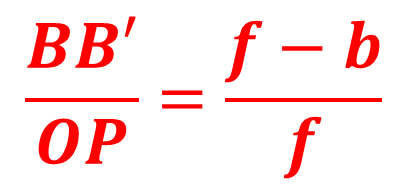 BB′/OP = (f − b)/f